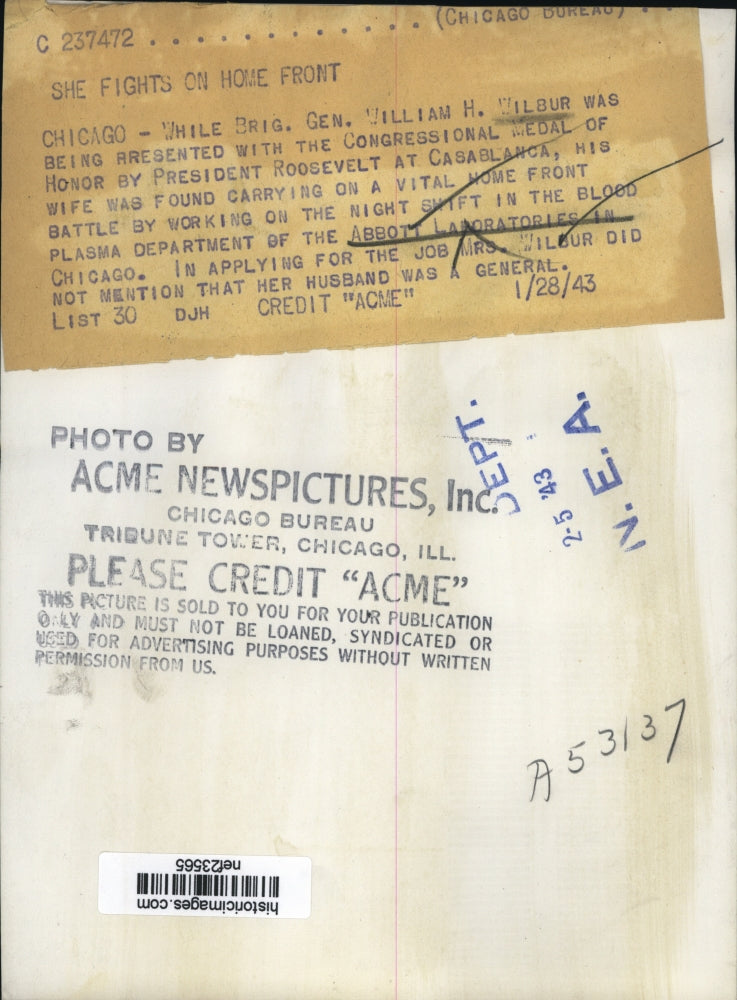 C 237472 . . . . . . . . . . . . . (CHICAGO BUREAU) . .
SHE FIGHTS ON HOME FRONT
CHICAGO - WHILE BRIG. GEN. WILLIAM H. WILBUR WAS
BEING RRESENTED WITH THE CONGRESSIONAL MEDAL OF
HONOR BY PRESIDENT ROOSEVELT AT CASABLANCA, HIS
WIFE WAS FOUND CARRYING ON A VITAL HOME FRONT
BATTLE BY WORKING ON THE NIGHT SHIFT IN THE BLOOD
PLASMA DEPARTMENT OF THE ABBOTT LABORATORIES IN
CHICAGO. IN APPLYING FOR THE JOB MRS. WILBUR DID
NOT MENTION THAT HER HUSBAND WAS A GENERAL.
LIST 30 DJH CREDIT "ACME" 1/28/43
PHOTO BY
ACME NEWSPICTURES, Inc.
CHICAGO BUREAU
TRIBUNE TOWER, CHICAGO, ILL.
PLEASE CREDIT "ACME"
THIS PICTURE IS SOLD TO YOU FOR YOUR PUBLICATION
ONLY AND MUST NOT BE LOANED, SYNDICATED OR
USED FOR ADVERTISING PURPOSES WITHOUT WRITTEN
PERMISSION FROM US.
DEPT.
2-5 '43
N. E. A.
A53137
historicimages.com
nef23565